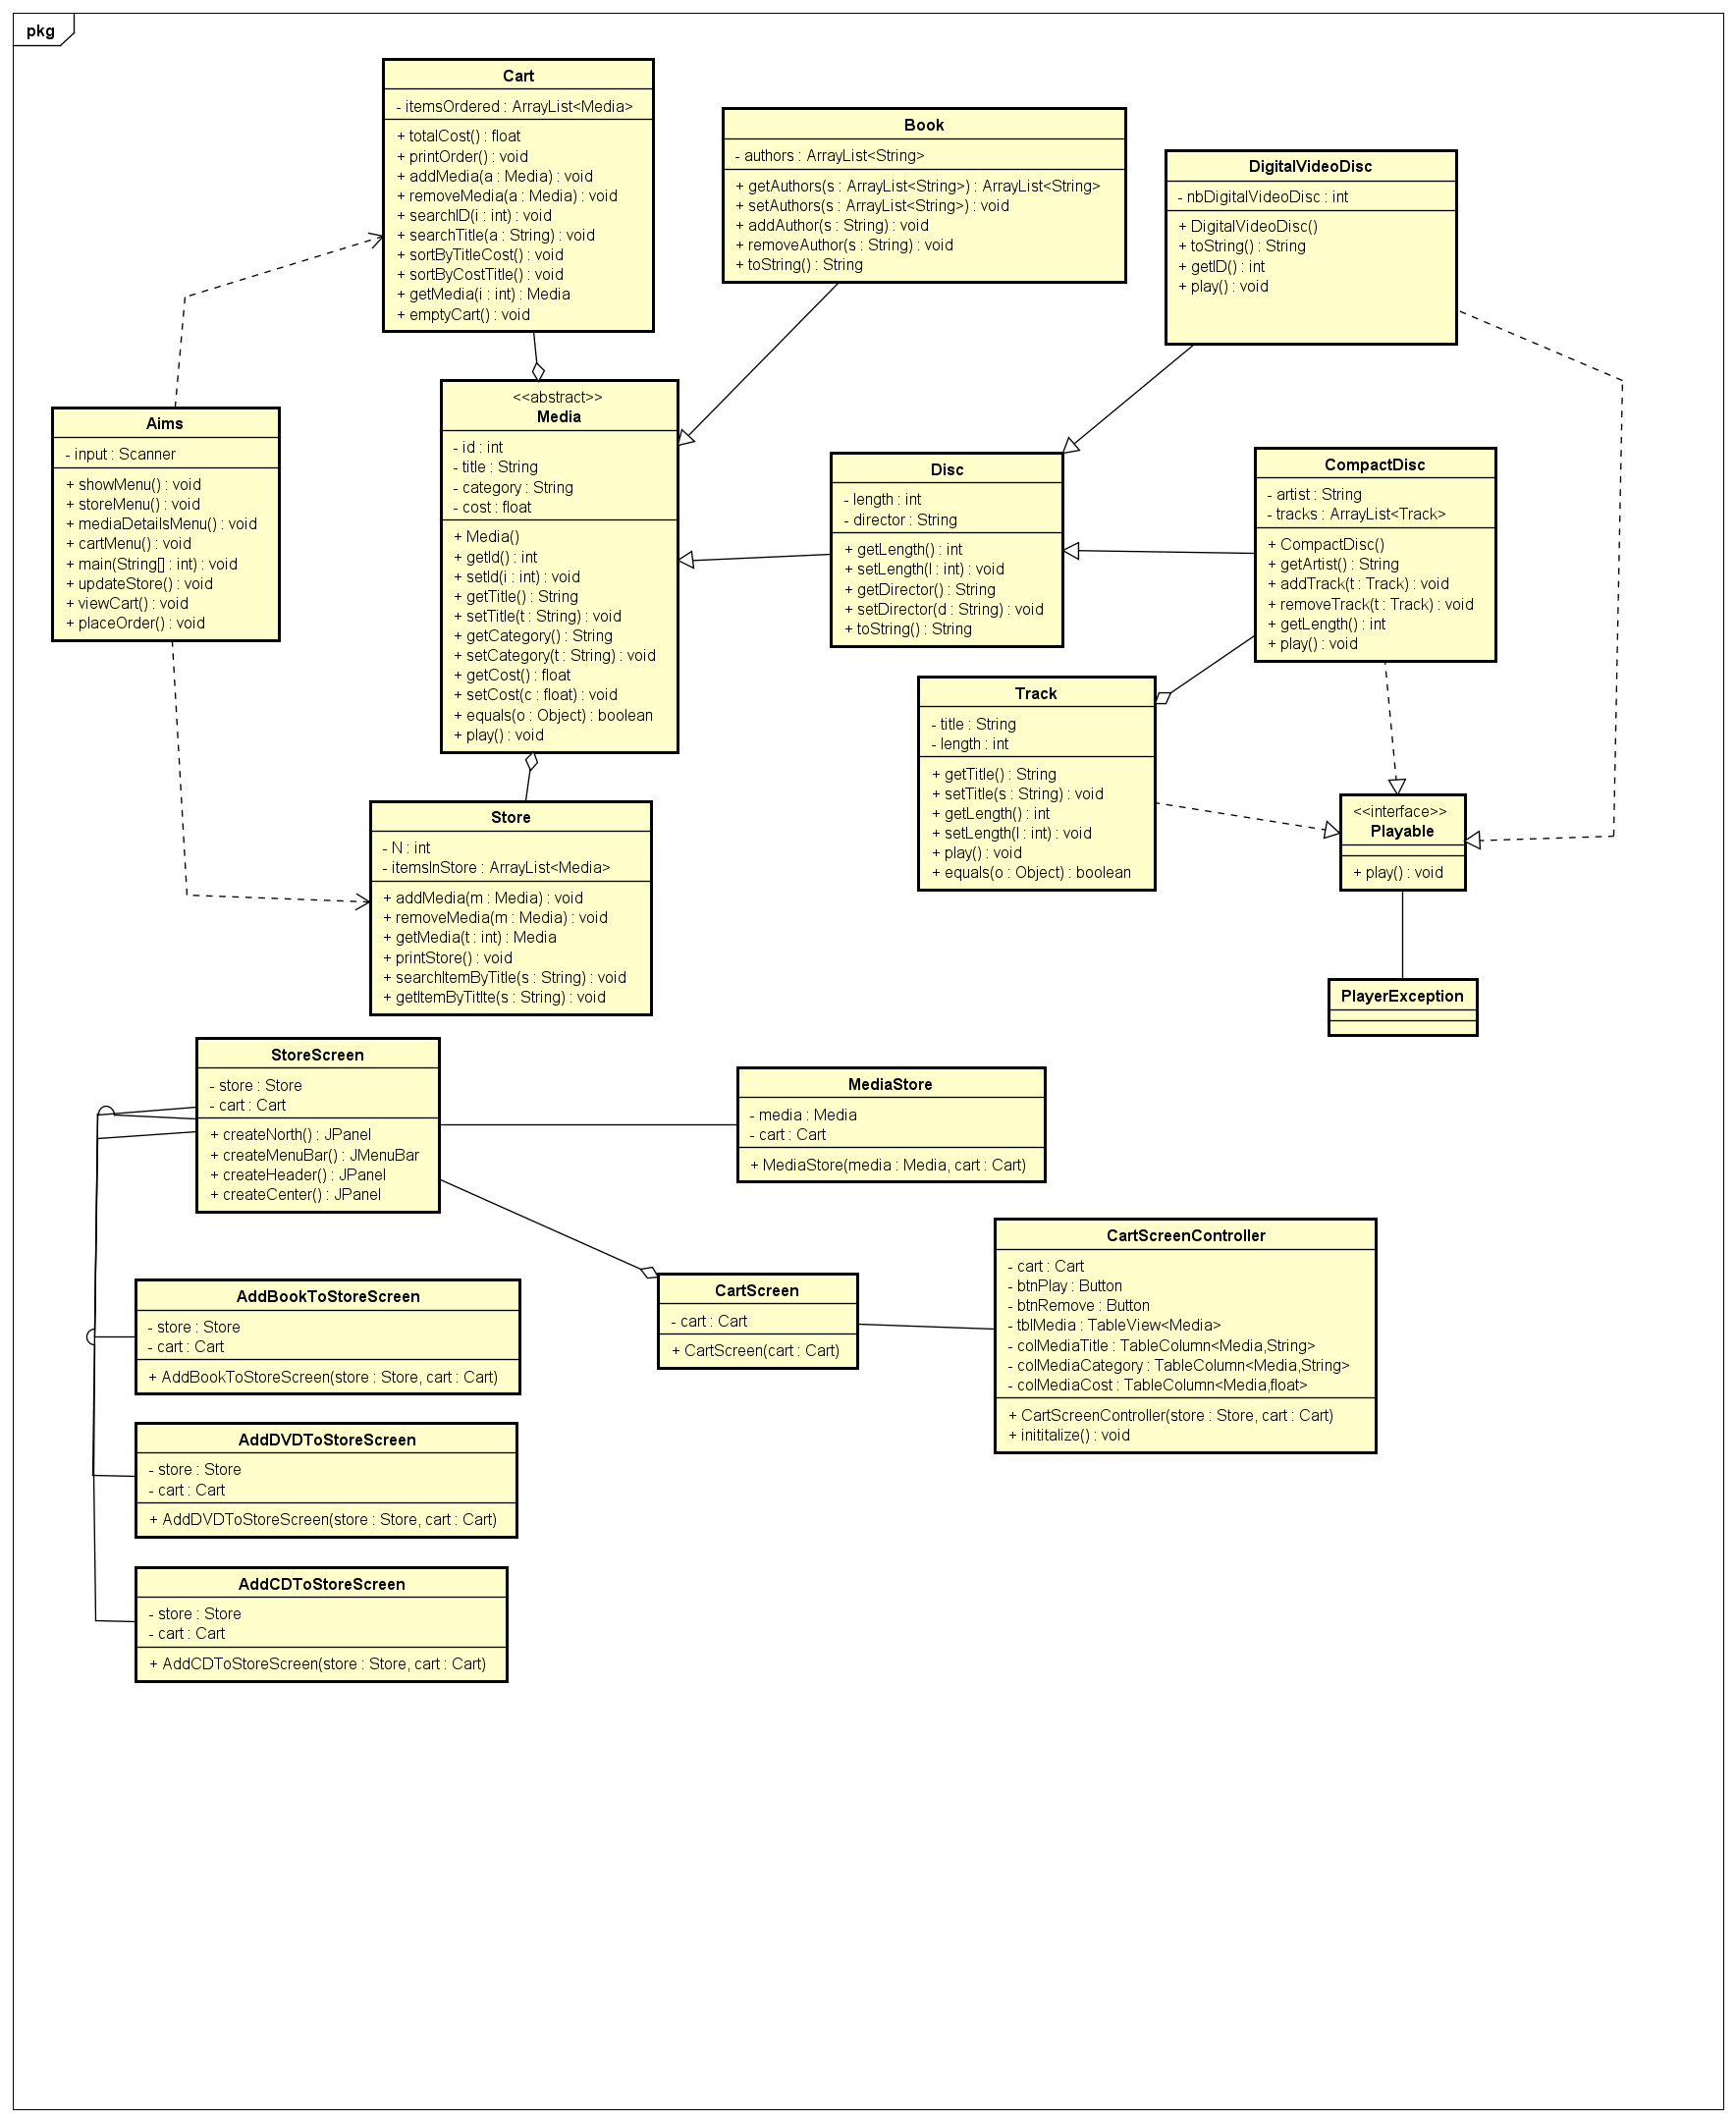 pkg
Cart
- itemsOrdered : ArrayList<Media>
+ totalCost() : float
+ printOrder() : void
+ addMedia(a : Media) : void
+ removeMedia(a : Media) : void
+ searchID(i : int) : void
+ searchTitle(a : String) : void
+ sortByTitleCost() : void
+ sortByCostTitle() : void
+ getMedia(i : int) : Media
+ emptyCart() : void
Book
- authors : ArrayList<String>
+ getAuthors(s : ArrayList<String>) : ArrayList<String>
+ setAuthors(s : ArrayList<String>) : void
+ addAuthor(s : String) : void
+ removeAuthor(s : String) : void
+ toString() : String
DigitalVideoDisc
- nbDigitalVideoDisc : int
+ DigitalVideoDisc()
+ toString() : String
+ getID() : int
+ play() : void
Aims
- input : Scanner
+ showMenu() : void
+ storeMenu() : void
+ mediaDetailsMenu() : void
+ cartMenu() : void
+ main(String[] : int) : void
+ updateStore() : void
+ viewCart() : void
+ placeOrder() : void
<<abstract>>
Media
- id : int
- title : String
- category : String
- cost : float
+ Media()
+ getId() : int
+ setId(i : int) : void
+ getTitle() : String
+ setTitle(t : String) : void
+ getCategory() : String
+ setCategory(t : String) : void
+ getCost() : float
+ setCost(c : float) : void
+ equals(o : Object) : boolean
+ play() : void
Disc
- length : int
- director : String
+ getLength() : int
+ setLength(l : int) : void
+ getDirector() : String
+ setDirector(d : String) : void
+ toString() : String
CompactDisc
- artist : String
- tracks : ArrayList<Track>
+ CompactDisc()
+ getArtist() : String
+ addTrack(t : Track) : void
+ removeTrack(t : Track) : void
+ getLength() : int
+ play() : void
Track
- title : String
- length : int
+ getTitle() : String
+ setTitle(s : String) : void
+ getLength() : int
+ setLength(l : int) : void
+ play() : void
+ equals(o : Object) : boolean
<<interface>>
Playable
+ play() : void
PlayerException
Store
- N : int
- itemsInStore : ArrayList<Media>
+ addMedia(m : Media) : void
+ removeMedia(m : Media) : void
+ getMedia(t : int) : Media
+ printStore() : void
+ searchItemByTitle(s : String) : void
+ getItemByTitlte(s : String) : void
StoreScreen
- store : Store
- cart : Cart
+ createNorth() : JPanel
+ createMenuBar() : JMenuBar
+ createHeader() : JPanel
+ createCenter() : JPanel
MediaStore
- media : Media
- cart : Cart
+ MediaStore(media : Media, cart : Cart)
CartScreen
- cart : Cart
+ CartScreen(cart : Cart)
CartScreenController
- cart : Cart
- btnPlay : Button
- btnRemove : Button
- tblMedia : TableView<Media>
- colMediaTitle : TableColumn<Media,String>
- colMediaCategory : TableColumn<Media,String>
- colMediaCost : TableColumn<Media,float>
+ CartScreenController(store : Store, cart : Cart)
+ inititalize() : void
AddBookToStoreScreen
- store : Store
- cart : Cart
+ AddBookToStoreScreen(store : Store, cart : Cart)
AddDVDToStoreScreen
- store : Store
- cart : Cart
+ AddDVDToStoreScreen(store : Store, cart : Cart)
AddCDToStoreScreen
- store : Store
- cart : Cart
+ AddCDToStoreScreen(store : Store, cart : Cart)